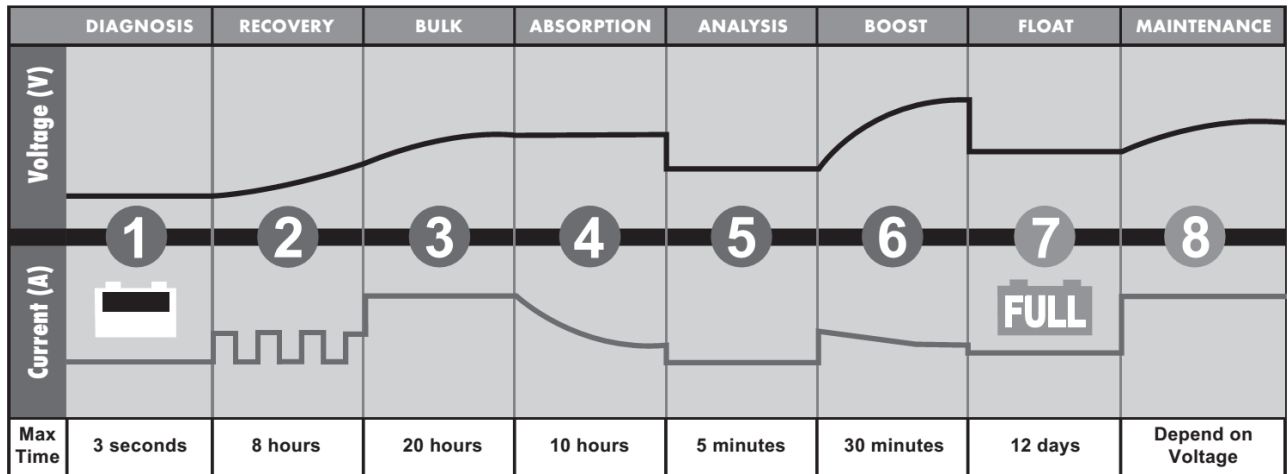 DIAGNOSIS RECOVERY BULK ABSORPTION ANALYSIS BOOST FLOAT MAINTENANCE
Voltage (V)
1 2 3 4 5 6 7 8
Current (A)
FULL
Max Time 3 seconds 8 hours 20 hours 10 hours 5 minutes 30 minutes 12 days Depend on Voltage